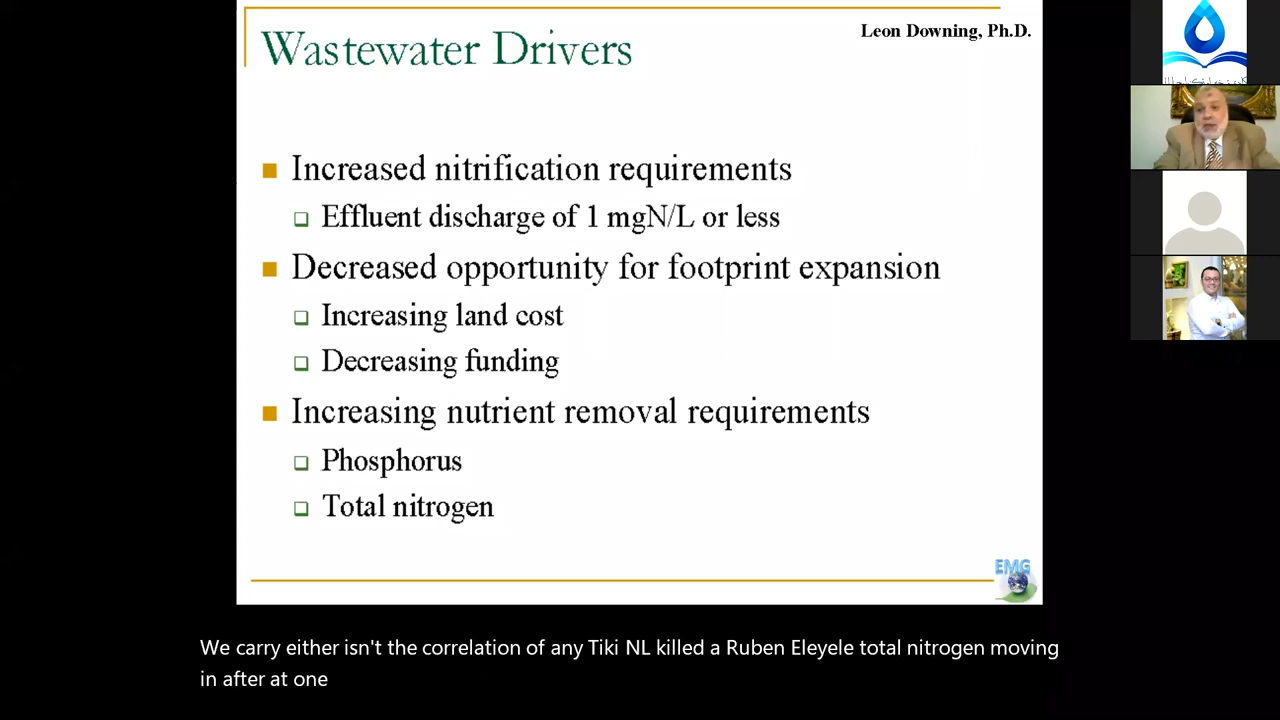 Leon Downing, Ph.D.
Wastewater Drivers
Increased nitrification requirements
Effluent discharge of 1 mgN/L or less
Decreased opportunity for footprint expansion
Increasing land cost
Decreasing funding
Increasing nutrient removal requirements
Phosphorus
Total nitrogen
EMG
We carry either isn't the correlation of any Tiki NL killed a Ruben Eleyele total nitrogen moving
in after at one